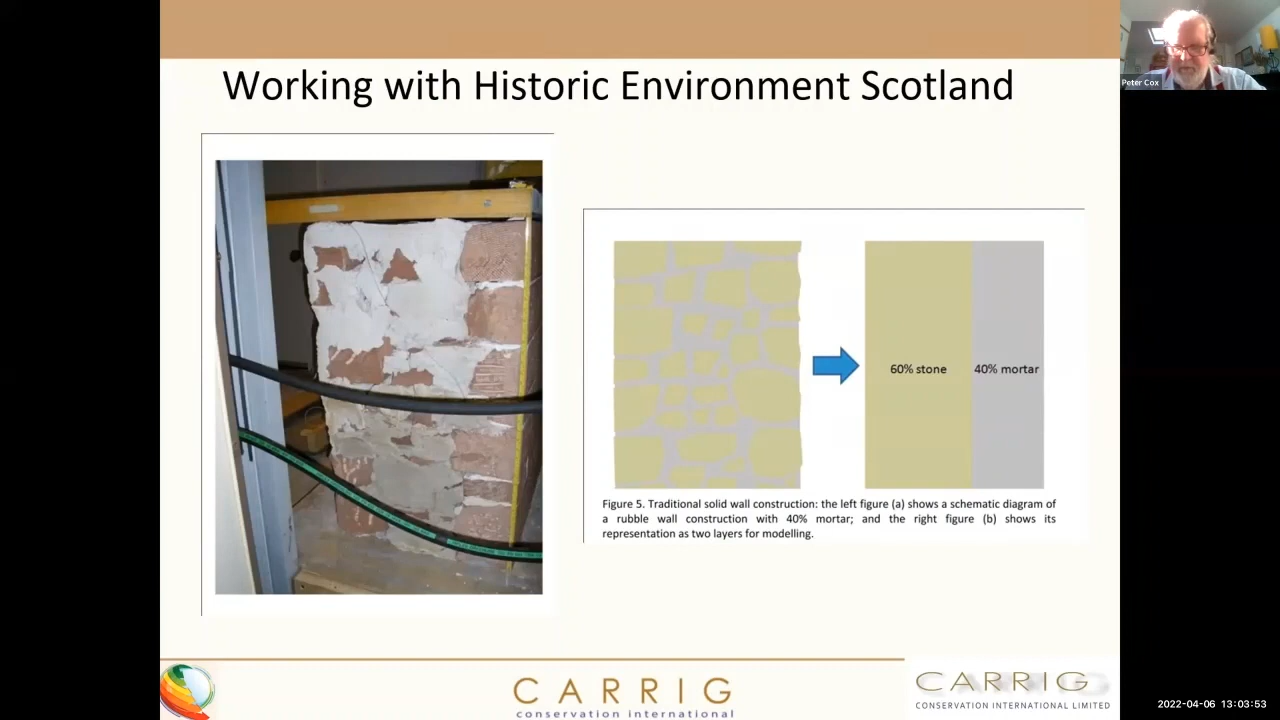 Working with Historic Environment Scotland
Peter Cox
60% stone
40% mortar
Figure 5. Traditional solid wall construction: the left figure (a) shows a schematic diagram of
a rubble wall construction with 40% mortar; and the right figure (b) shows its
representation as two layers for modelling.
CARRIG
conservation international
CARRIG
CONSERVATION INTERNATIONAL LIMITED
2022-04-06 13:03:53